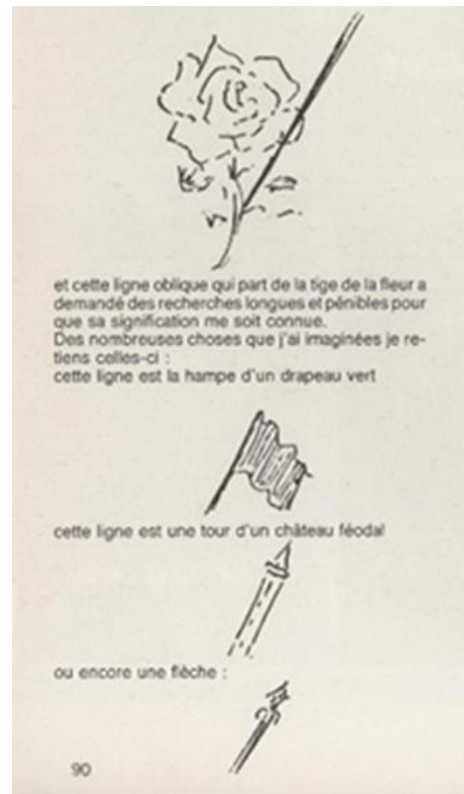 et cette ligne oblique qui part de la tige de la fleur a
demandé des recherches longues et pénibles pour
que sa signification me soit connue.
Des nombreuses choses que j'ai imaginées je re-
tiens celles-ci :
cette ligne est la hampe d'un drapeau vert
cette ligne est une tour d'un château féodal
ou encore une flèche :
90